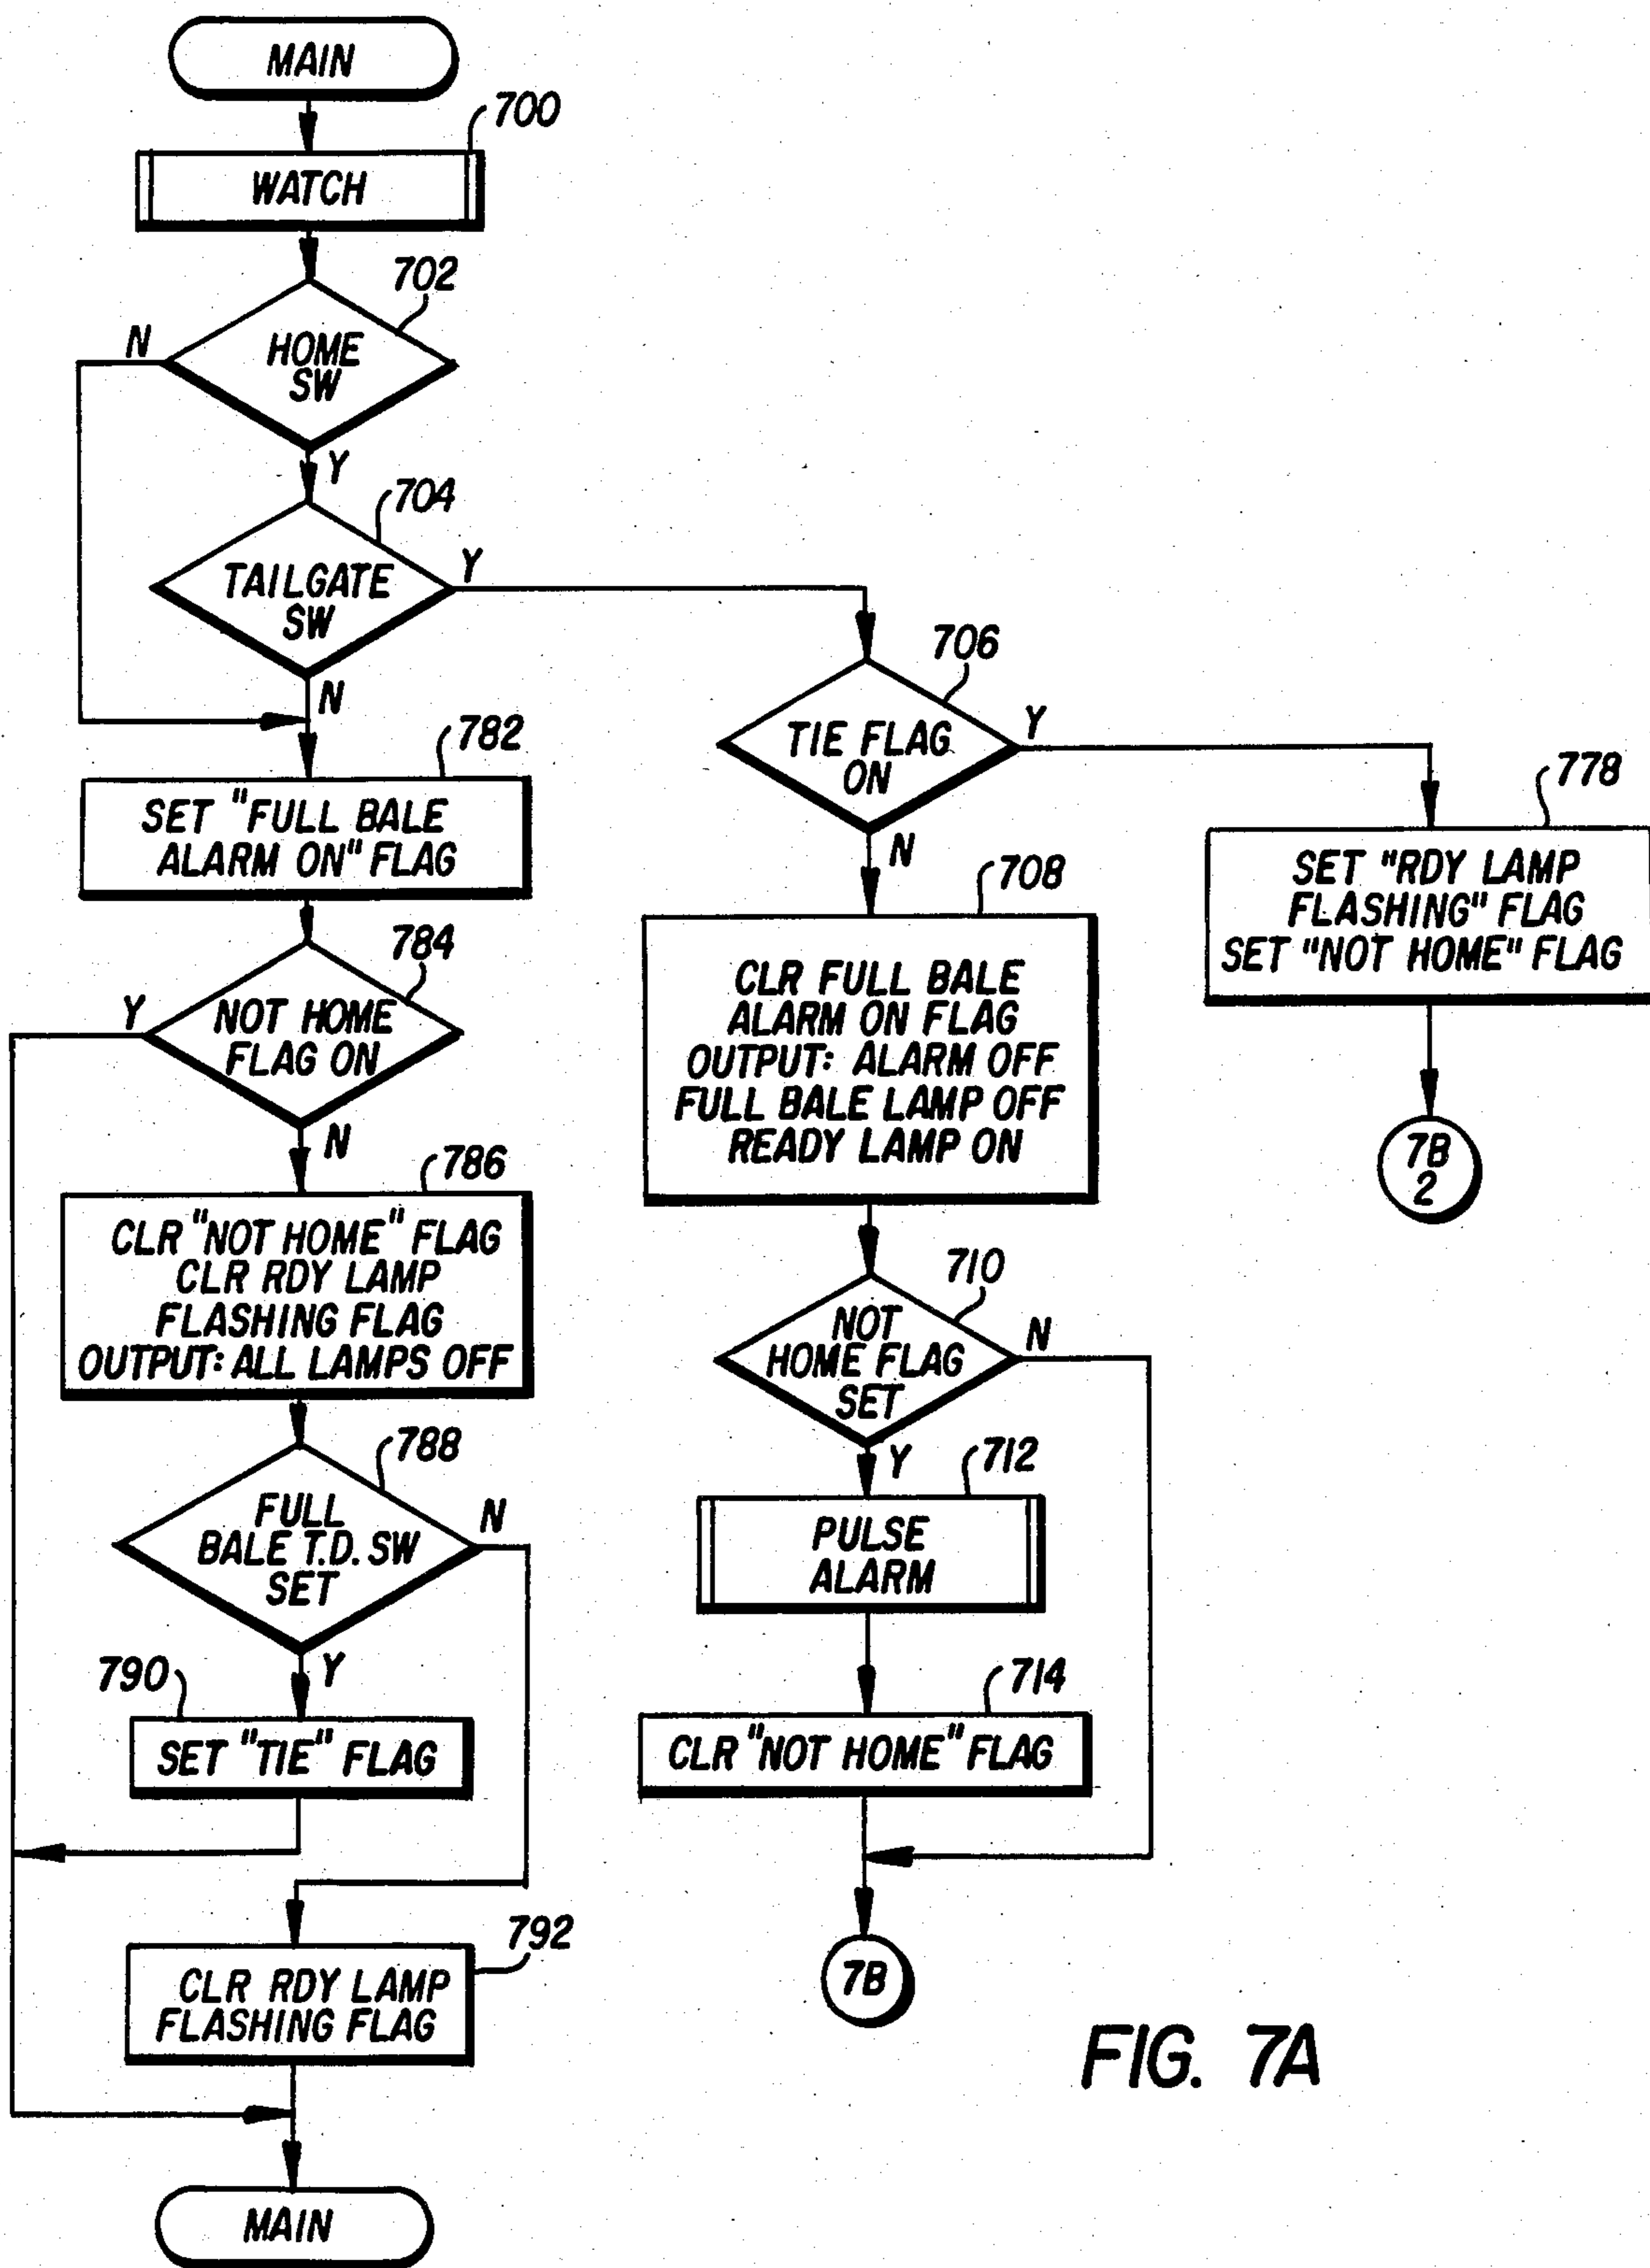 MAIN
700
WATCH
702
N
HOME
SW
Y
704
TAILGATE
SW
Y
N
782
SET "FULL BALE
ALARM ON" FLAG
784
Y
NOT HOME
FLAG ON
N
786
CLR "NOT HOME" FLAG
CLR RDY LAMP
FLASHING FLAG
OUTPUT: ALL LAMPS OFF
788
FULL
BALE T.D. SW
SET
N
790
Y
SET "TIE" FLAG
792
CLR RDY LAMP
FLASHING FLAG
MAIN
706
TIE FLAG
ON
Y
N
708
CLR FULL BALE
ALARM ON FLAG
OUTPUT: ALARM OFF
FULL BALE LAMP OFF
READY LAMP ON
710
NOT
HOME FLAG
SET
N
Y
712
PULSE
ALARM
714
CLR "NOT HOME" FLAG
7B
778
SET "RDY LAMP
FLASHING" FLAG
SET "NOT HOME" FLAG
7B
2
FIG. 7A